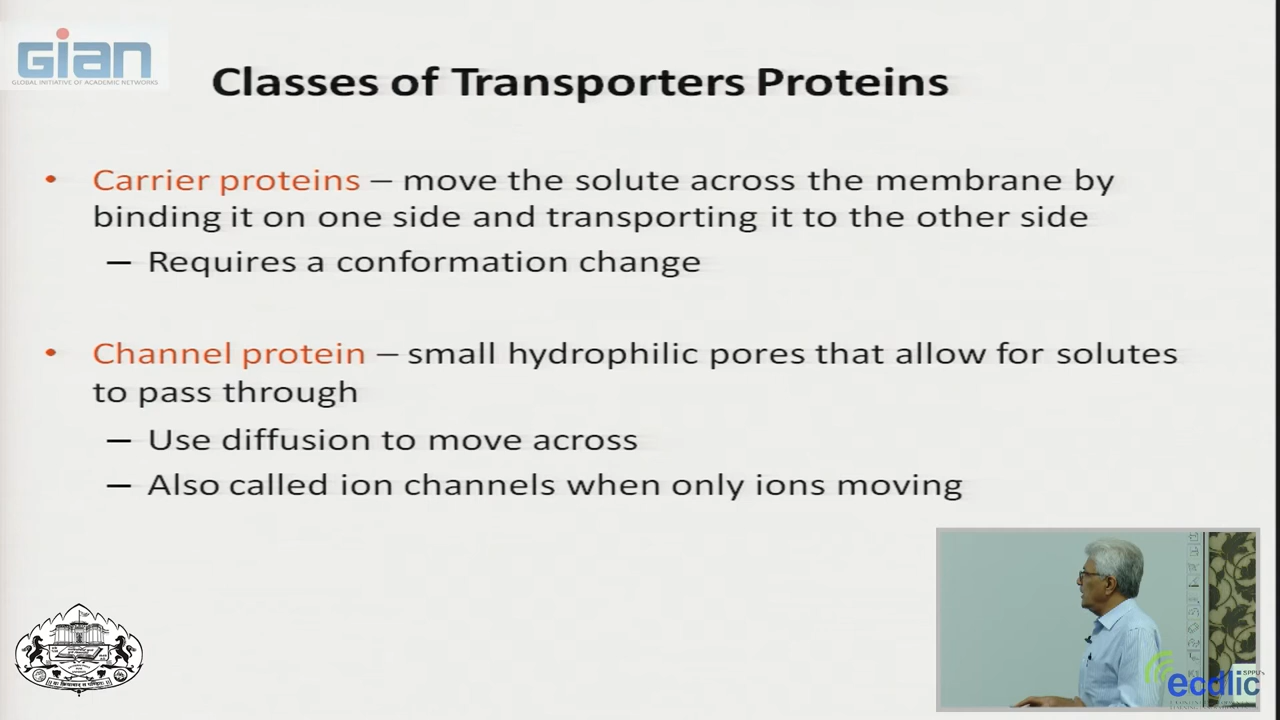 GIAN
GLOBAL INITIATIVE OF ACADEMIC NETWORKS
Classes of Transporters Proteins
• Carrier proteins – move the solute across the membrane by
binding it on one side and transporting it to the other side
– Requires a conformation change
• Channel protein – small hydrophilic pores that allow for solutes
to pass through
– Use diffusion to move across
– Also called ion channels when only ions moving
SPPU's
ecdlic